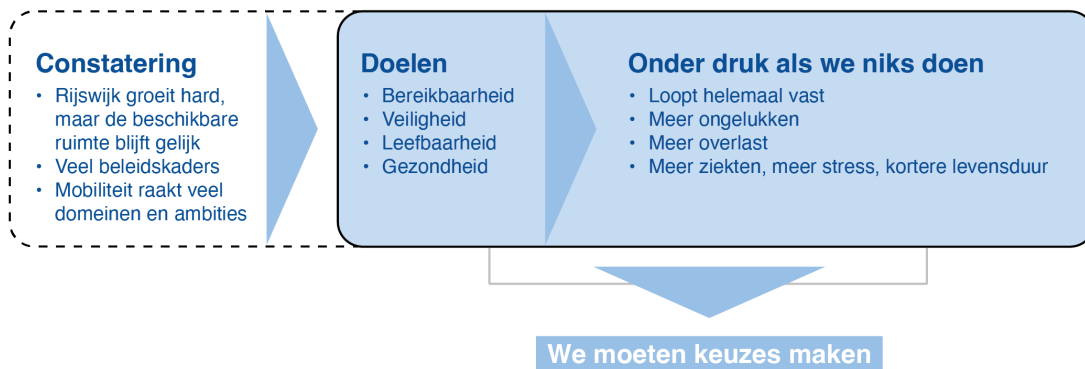 Constatering
• Rijswijk groeit hard,
maar de beschikbare
ruimte blijft gelijk
• Veel beleidskaders
• Mobiliteit raakt veel
domeinen en ambities
Doelen
• Bereikbaarheid
• Veiligheid
• Leefbaarheid
• Gezondheid
Onder druk als we niks doen
• Loopt helemaal vast
• Meer ongelukken
• Meer overlast
• Meer ziekten, meer stress, kortere levensduur
We moeten keuzes maken